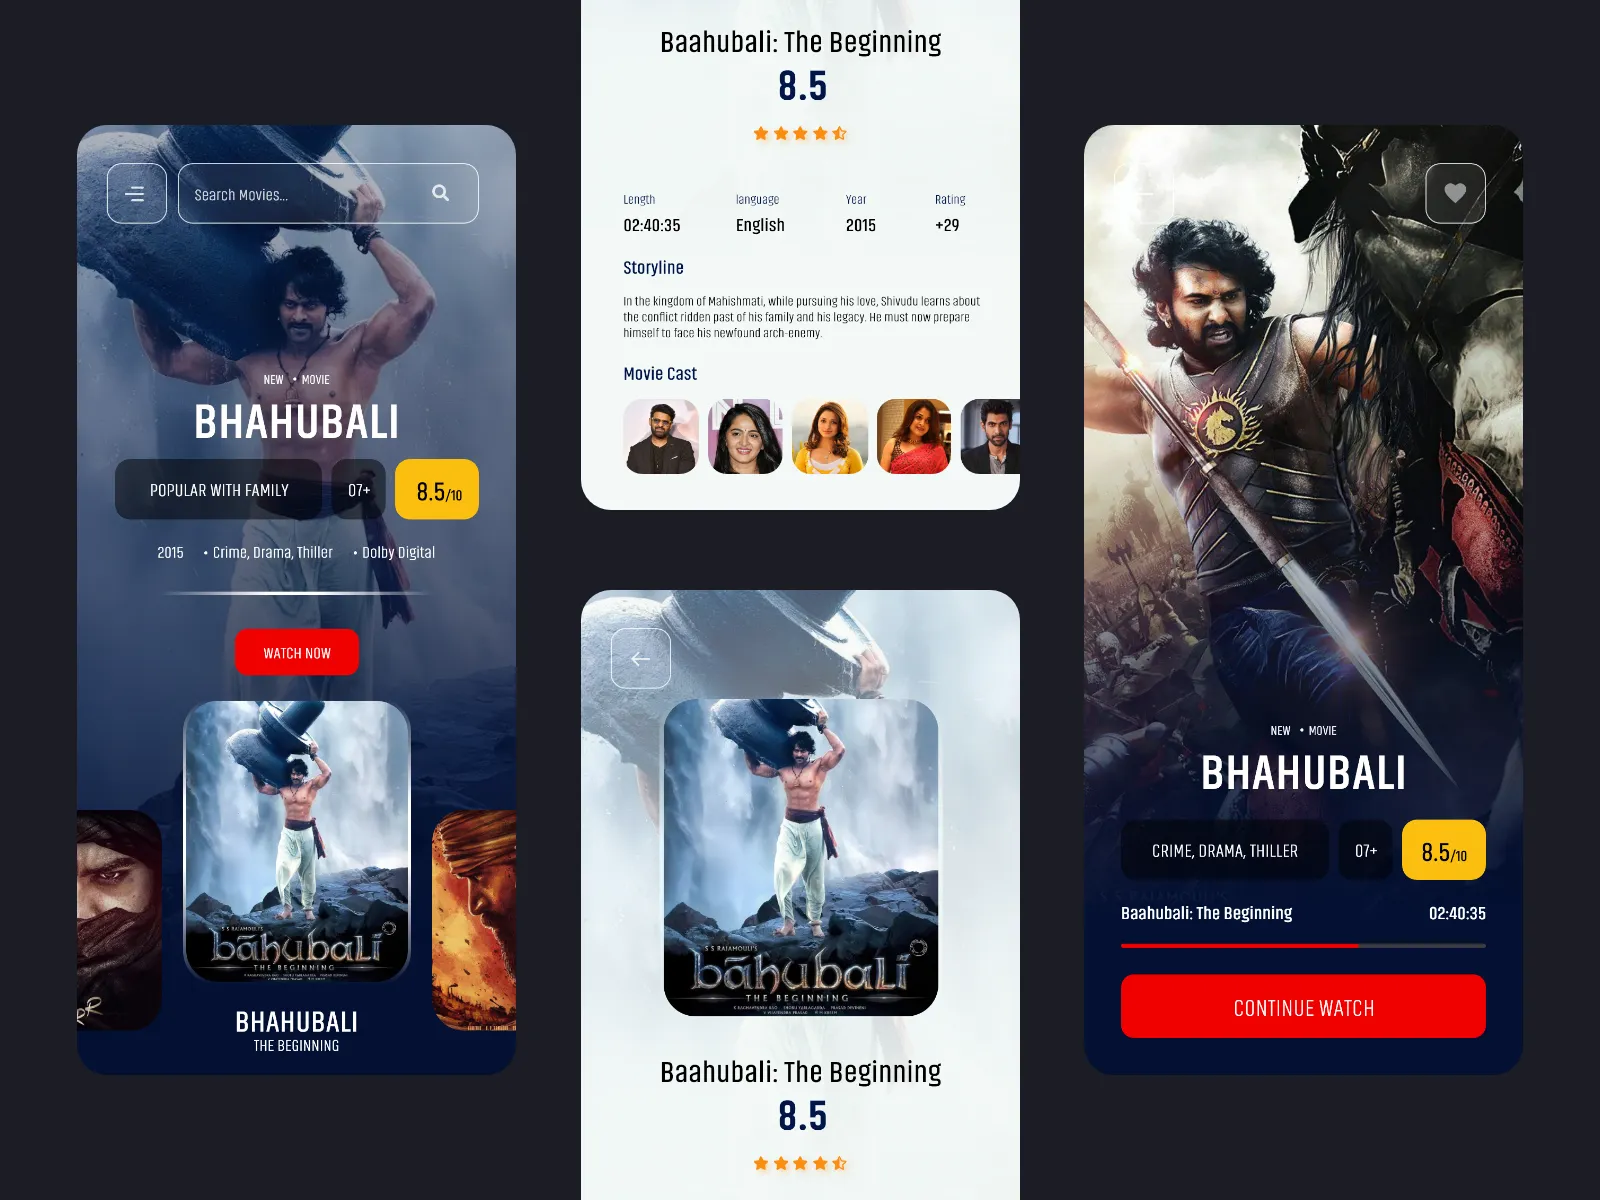 Search Movies...
NEW • MOVIE
BHAHUBALI
POPULAR WITH FAMILY
07+
8.5/10
2015 • Crime, Drama, Thiller • Dolby Digital
WATCH NOW
S S RAJAMOULI'S
bāhubali
THE BEGINNING
BHAHUBALI
THE BEGINNING
Baahubali: The Beginning
8.5
Length language Year Rating
02:40:35 English 2015 +29
Storyline
In the kingdom of Mahishmati, while pursuing his love, Shivudu learns about
the conflict ridden past of his family and his legacy. He must now prepare
himself to face his newfound arch-enemy.
Movie Cast
S S RAJAMOULI'S
bāhubali
THE BEGINNING
Baahubali: The Beginning
8.5
NEW • MOVIE
BHAHUBALI
CRIME, DRAMA, THILLER
07+
8.5/10
Baahubali: The Beginning 02:40:35
CONTINUE WATCH